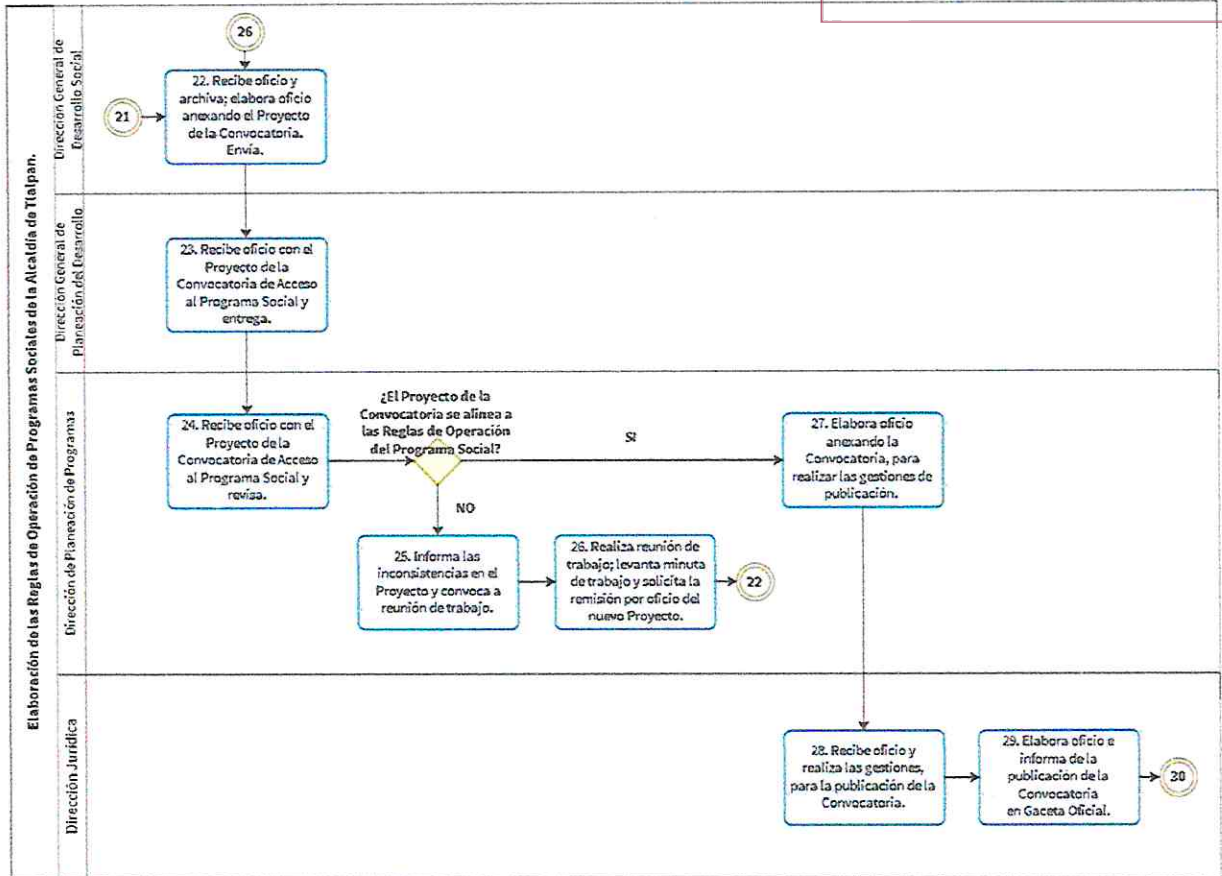 Elaboración de las Reglas de Operación de Programas Sociales de la Alcaldía de Tlalpan.
Dirección General de
Desarrollo Social
26
21
22. Recibe oficio y
archiva; elabora oficio
anexando el Proyecto
de la Convocatoria.
Envía.
Dirección General de
Planeación del Desarrollo
23. Recibe oficio con el
Proyecto de la
Convocatoria de Acceso
al Programa Social y
entrega.
Dirección de Planeación de Programas
24. Recibe oficio con el
Proyecto de la
Convocatoria de Acceso
al Programa Social y
revisa.
¿El Proyecto de la
Convocatoria se alinea a
las Reglas de Operación
del Programa Social?
SI
NO
25. Informa las
inconsistencias en el
Proyecto y convoca a
reunión de trabajo.
26. Realiza reunión de
trabajo; levanta minuta
de trabajo y solicita la
remisión por oficio del
nuevo Proyecto.
22
27. Elabora oficio
anexando la
Convocatoria, para
realizar las gestiones de
publicación.
Dirección Jurídica
28. Recibe oficio y
realiza las gestiones,
para la publicación de la
Convocatoria.
29. Elabora oficio e
informa de la
publicación de la
Convocatoria
en Gaceta Oficial.
30